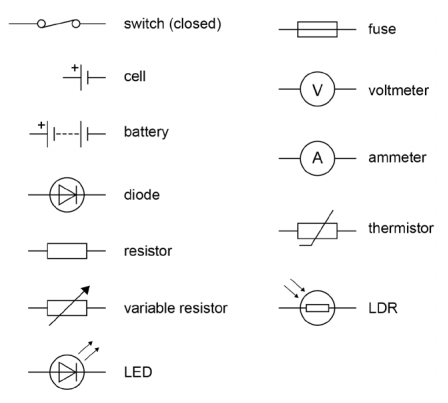 switch (closed)
+
cell
+
battery
diode
resistor
variable resistor
LED
fuse
V
voltmeter
A
ammeter
thermistor
LDR